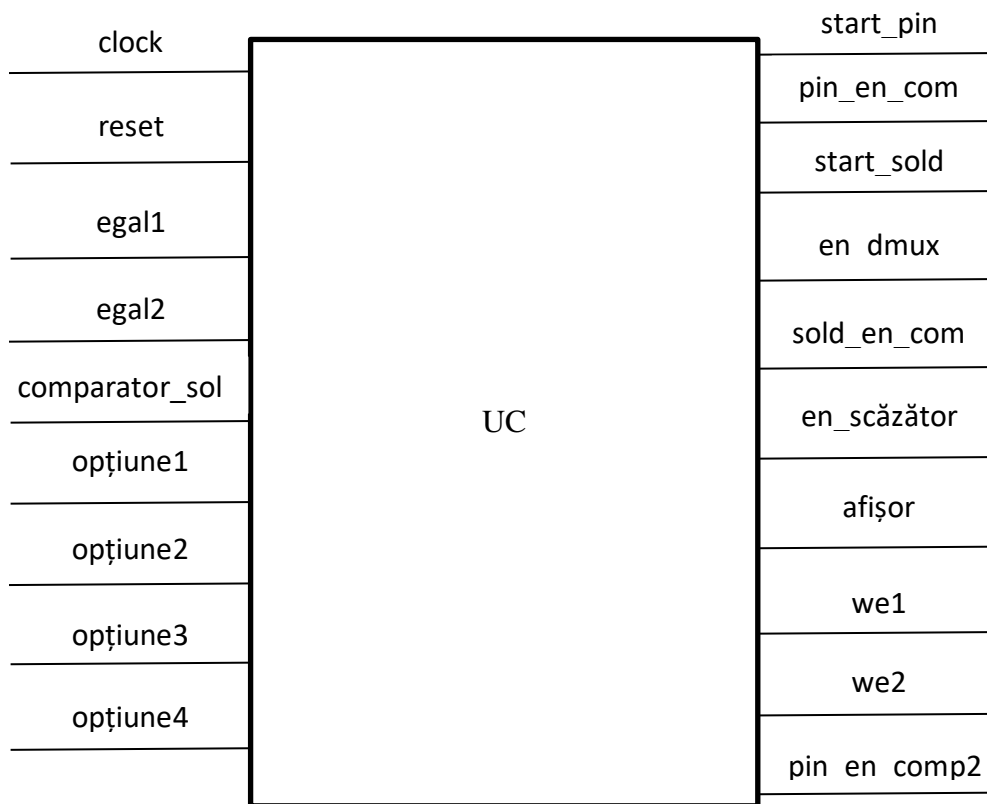 clock
reset
egal1
egal2
comparator_sol
opțiune1
opțiune2
opțiune3
opțiune4
UC
start_pin
pin_en_com
start_sold
en dmux
sold_en_com
en_scăzător
afișor
we1
we2
pin en comp2